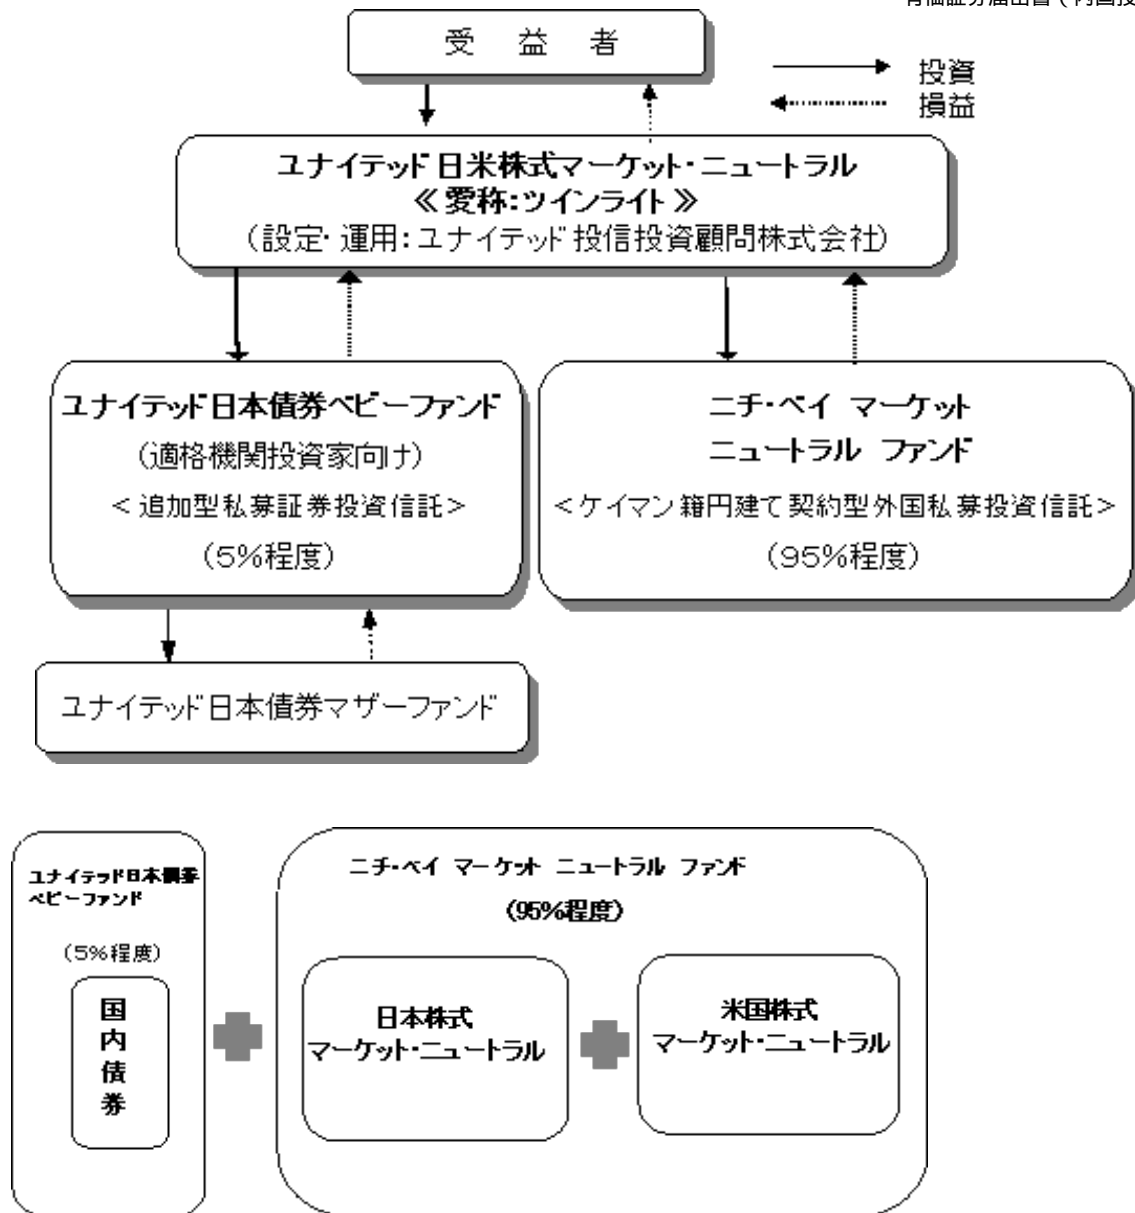 有価証券届出書(内国投
受 益 者
投資
損益
ユナイテッド日米株式マーケット・ニュートラル
≪愛称:ツインライト≫
(設定・運用:ユナイテッド投信投資顧問株式会社)
ユナイテッド日本債券ベビーファンド
(適格機関投資家向け)
<追加型私募証券投資信託>
(5%程度)
ニチ・ベイ マーケット
ニュートラル ファンド
<ケイマン籍円建て契約型外国私募投資信託>
(95%程度)
ユナイテッド日本債券マザーファンド
ユナイテッド日本債券
ベビーファンド
(5%程度)
国内債券
ニチ・ベイ マーケット ニュートラル ファンド
(95%程度)
日本株式
マーケット・ニュートラル
米国株式
マーケット・ニュートラル